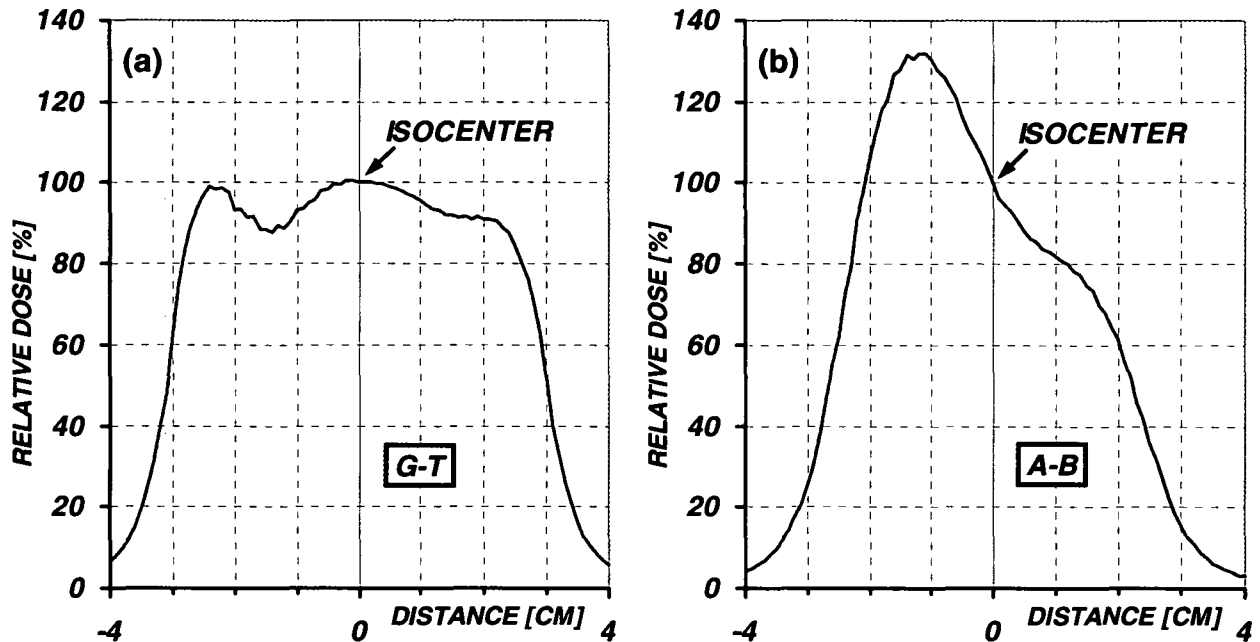 (a)
ISOCENTER
G-T
RELATIVE DOSE [%]
140
120
100
80
60
40
20
0
-4
0
4
DISTANCE [CM]
(b)
ISOCENTER
A-B
RELATIVE DOSE [%]
140
120
100
80
60
40
20
0
-4
0
4
DISTANCE [CM]